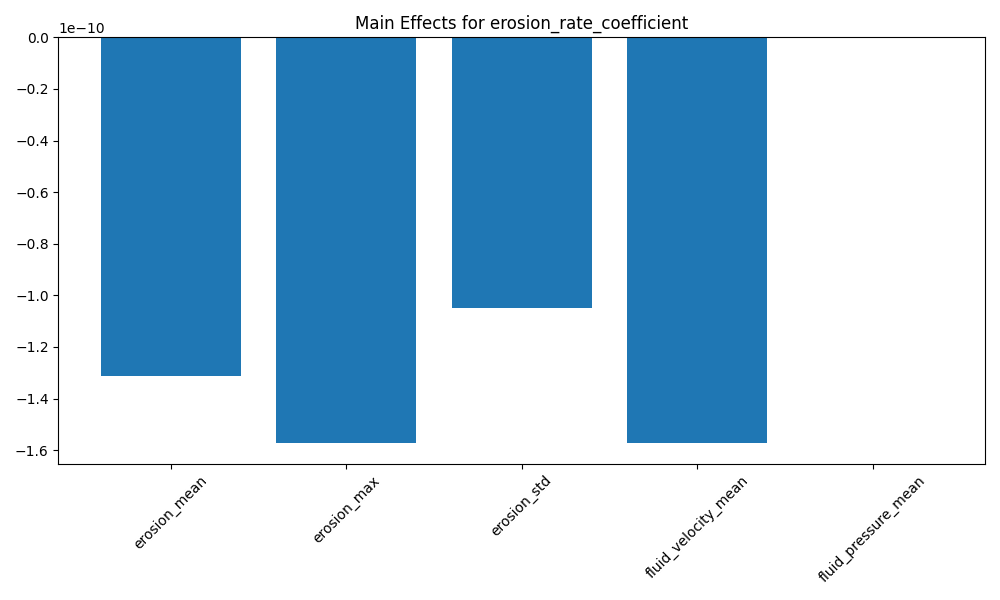 Main Effects for erosion_rate_coefficient
1e−10
0.0
−0.2
−0.4
−0.6
−0.8
−1.0
−1.2
−1.4
−1.6
erosion_mean
erosion_max
erosion_std
fluid_velocity_mean
fluid_pressure_mean